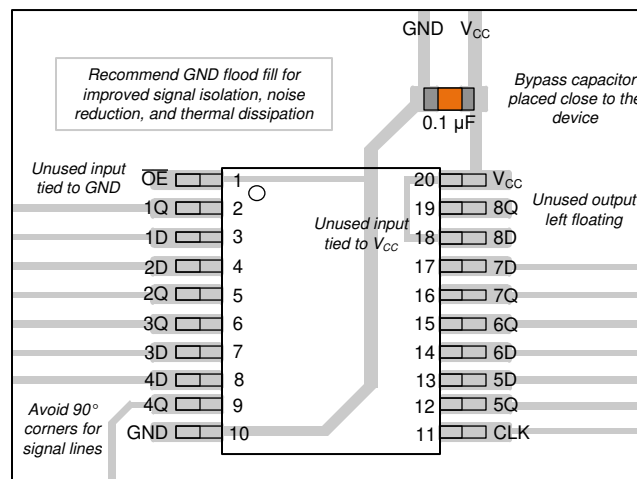 GND VCC
Recommend GND flood fill for
improved signal isolation, noise
reduction, and thermal dissipation
Bypass capacitor
placed close to the
device
0.1 µF
Unused input
tied to GND
OE 1 20 VCC
1Q 2 19 8Q
1D 3 18 8D
2D 4 17 7D
2Q 5 16 7Q
3Q 6 15 6Q
3D 7 14 6D
4D 8 13 5D
4Q 9 12 5Q
GND 10 11 CLK
Unused input
tied to VCC
Unused output
left floating
Avoid 90°
corners for
signal lines